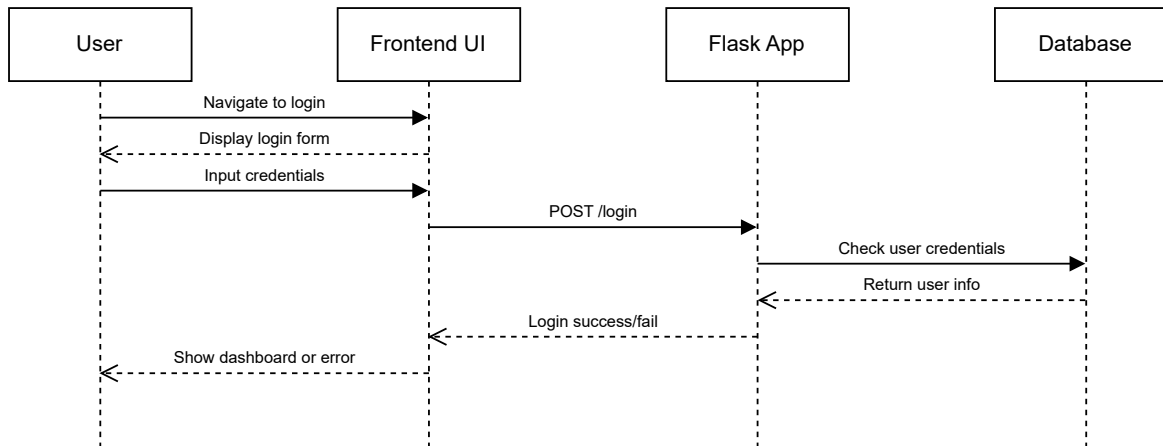 User
Frontend UI
Flask App
Database
Navigate to login
Display login form
Input credentials
POST /login
Check user credentials
Return user info
Login success/fail
Show dashboard or error